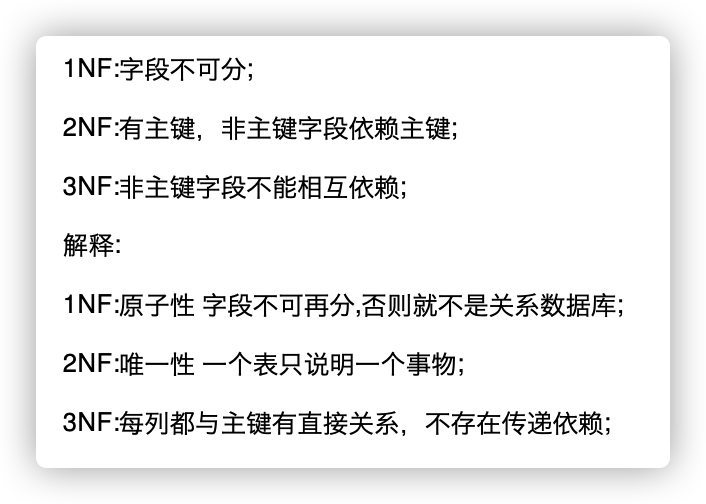 1NF:字段不可分;
2NF:有主键，非主键字段依赖主键;
3NF:非主键字段不能相互依赖;
解释:
1NF:原子性 字段不可再分,否则就不是关系数据库;
2NF:唯一性 一个表只说明一个事物;
3NF:每列都与主键有直接关系，不存在传递依赖;